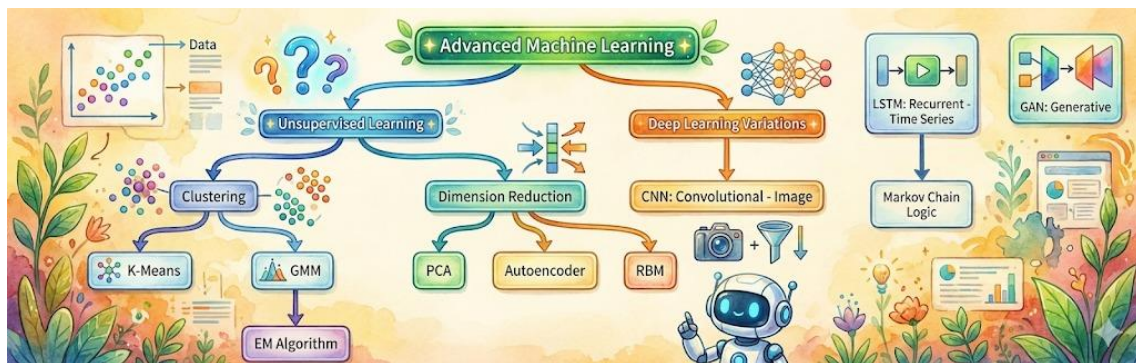 Advanced Machine Learning
Data
Unsupervised Learning
Deep Learning Variations
LSTM: Recurrent -
Time Series
GAN: Generative
Clustering
Dimension Reduction
CNN: Convolutional - Image
Markov Chain
Logic
K-Means
GMM
PCA
Autoencoder
RBM
EM Algorithm